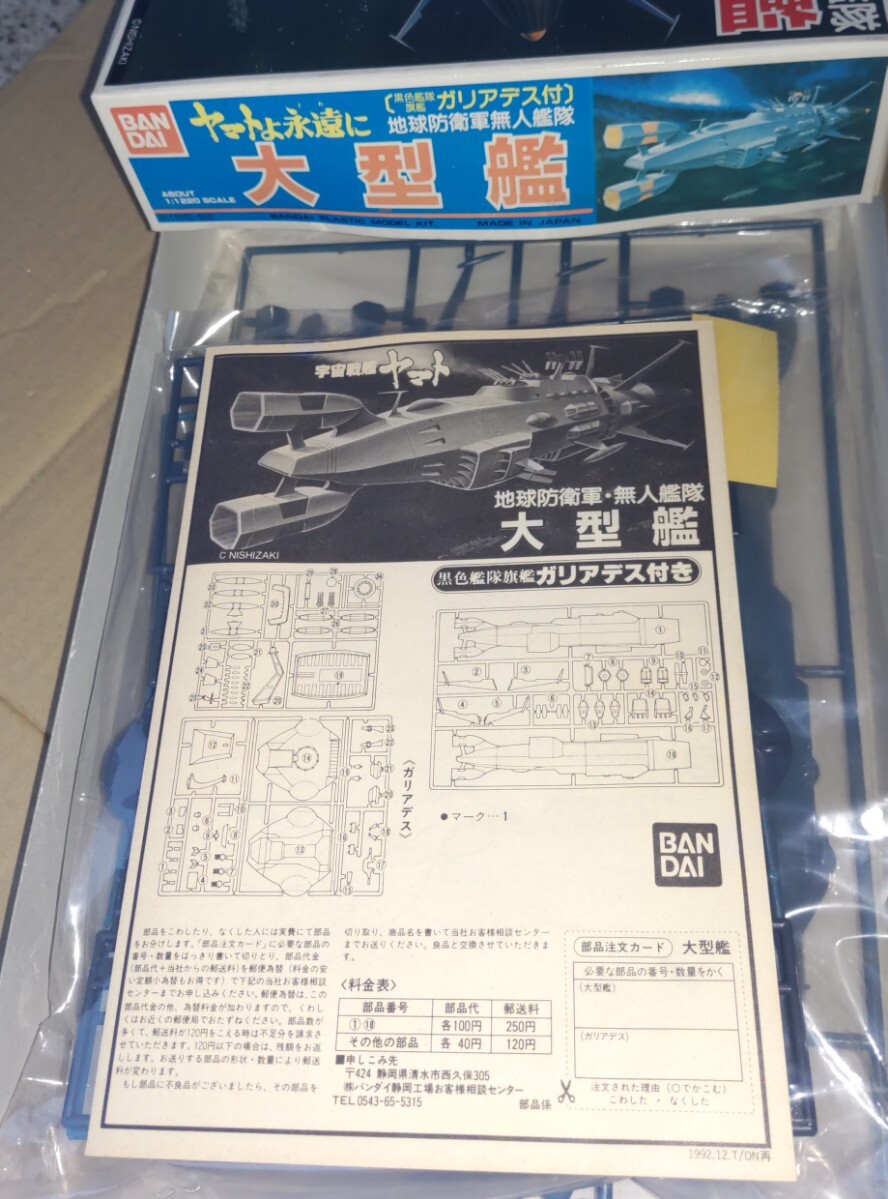 C NISHIZAKI
BAN
DAI
ヤマトよ永遠に
〔黒色艦隊旗艦 ガリアデス付〕
地球防衛軍無人艦隊
大型艦
ABOUT
1:1220 SCALE
BANDAI PLASTIC MODEL KIT.
MADE IN JAPAN
宇宙戦艦ヤマト
地球防衛軍・無人艦隊
大型艦
C NISHIZAKI
黒色艦隊旗艦ガリアデス付き
〈ガリアデス〉
●マーク…1
BAN
DAI
部品をこわしたり、なくした人には実費にて部品
をお分けします。「部品注文カード」に必要な部品の
番号・数量をはっきり書いて切りとり、部品代金
(部品代+当社からの郵送料)を郵便為替(料金の安
い定額小為替もお得です)で下記の当社お客様相談
センターまでお申し込みください。郵便為替は、この
部品代金の他、為替料金が加わりますので、くわし
くはお近くの郵便局でおたずねください。部品数が
多くて、郵送料が120円をこえる時は不足分を請求さ
せていただきます。120円以下の場合は、残額をお返
しします。お送りする部品の形状・数量により郵送
料が変わります。
もし部品に不良品がございましたら、その部品を
切り取り、商品名を書いて当社お客様相談センター
までお送りください。良品と交換させていただきま
す。
〈料金表〉
部品番号 部品代 郵送料
①⑱ 各100円 250円
その他の部品 各 40円 120円
■申しこみ先
〒424 静岡県清水市西久保305
㈱バンダイ静岡工場お客様相談センター
TEL 0543-65-5315
部品係
部品注文カード 大型艦
必要な部品の番号・数量をかく
(大型艦)
(ガリアデス)
注文された理由(○でかこむ)
こわした・なくした
1992.12.T/ON再